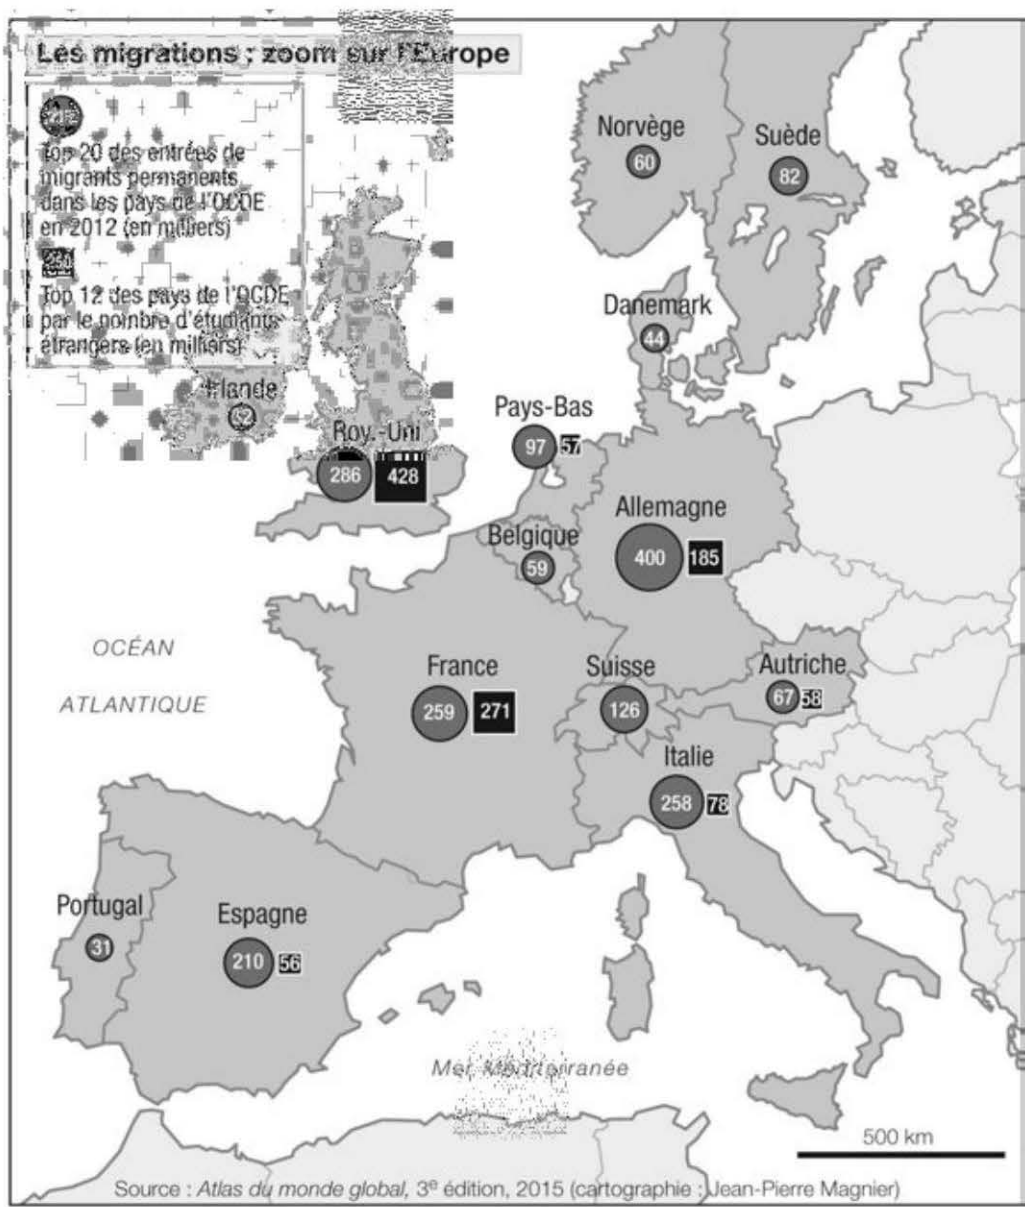 Les migrations : zoom sur l'Europe
Top 20 des entrées de
migrants permanents
dans les pays de l'OCDE
en 2012 (en milliers)
250
Top 12 des pays de l'OCDE
par le nombre d'étudiants
étrangers (en milliers)
Norvège
60
Suède
82
Danemark
44
Irlande
Roy.-Uni
286 428
Pays-Bas
97 57
Allemagne
400 185
Belgique
59
OCÉAN
ATLANTIQUE
France
259 271
Suisse
126
Autriche
67 58
Italie
258 78
Portugal
31
Espagne
210 56
Mer Méditerranée
500 km
Source : Atlas du monde global, 3e édition, 2015 (cartographie : Jean-Pierre Magnier)